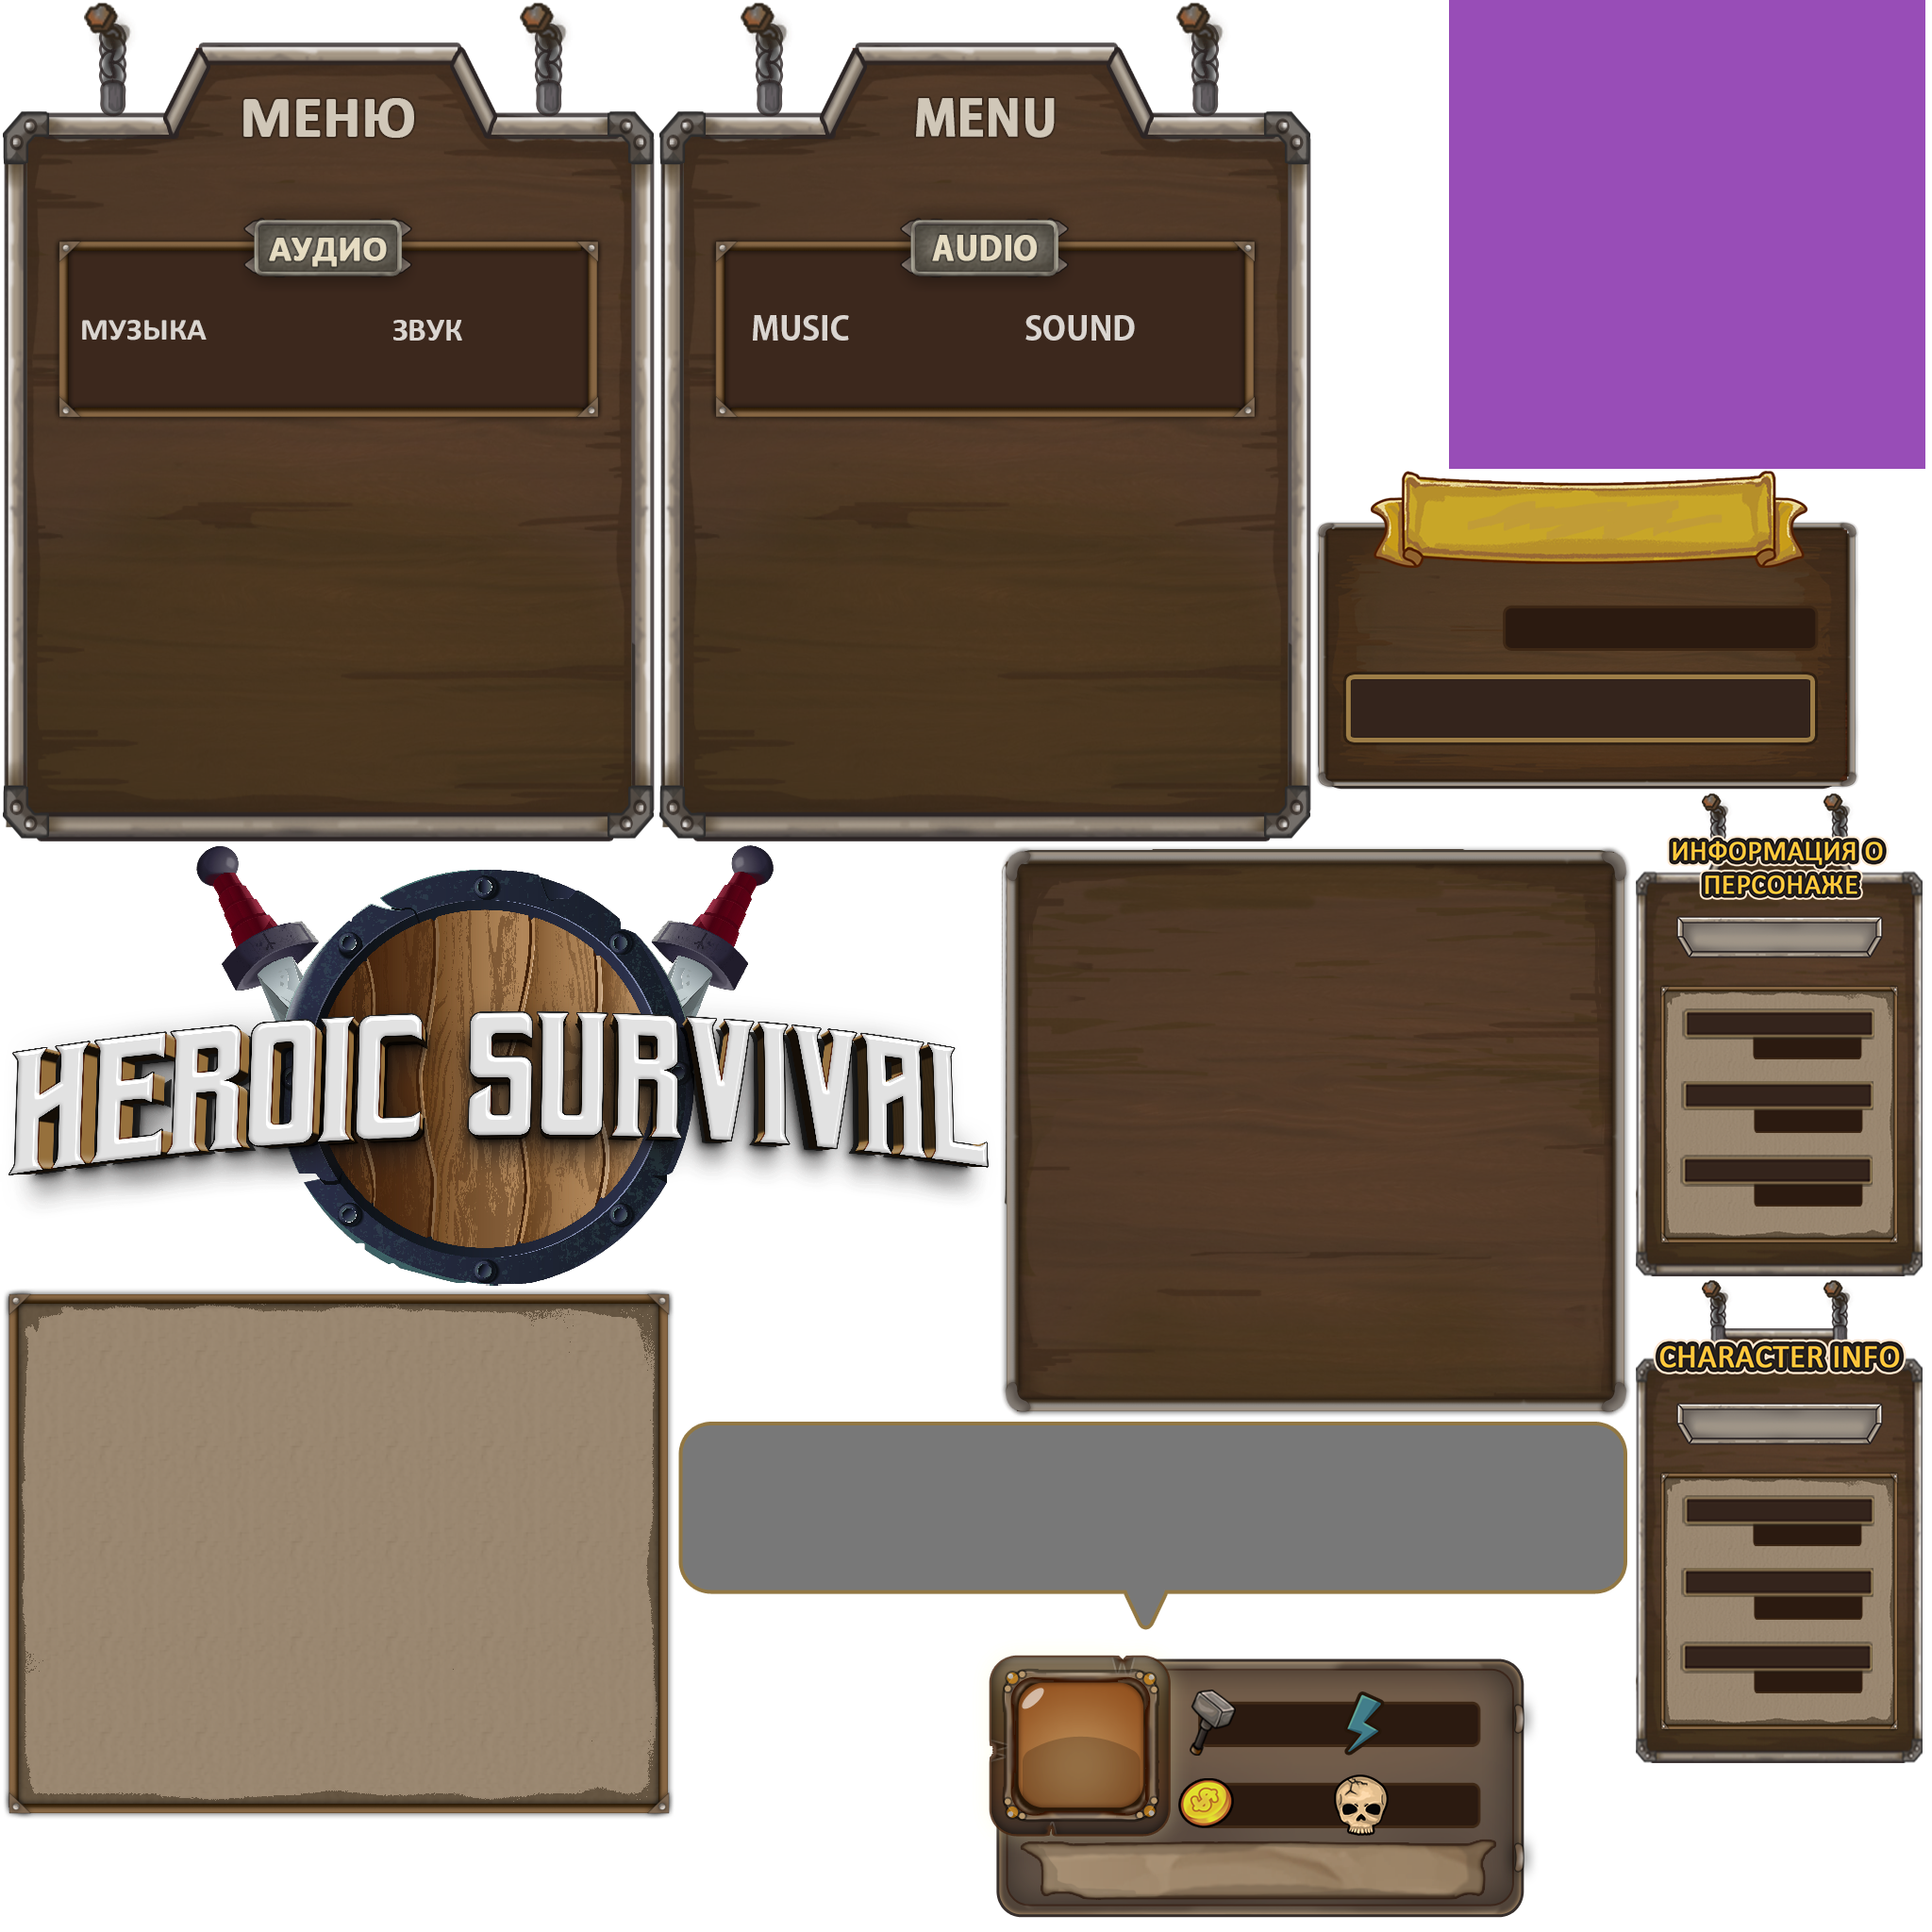 МЕНЮ
АУДИО
МУЗЫКА
ЗВУК
MENU
AUDIO
MUSIC
SOUND
ИНФОРМАЦИЯ О
ПЕРСОНАЖЕ
HEROIC SURVIVAL
CHARACTER INFO